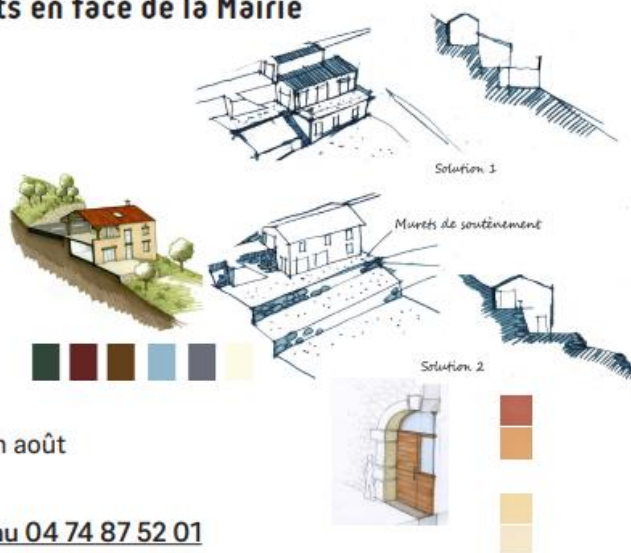 ts en face de la Mairie
Solution 1
Murets de soutènement
Solution 2
n août
au 04 74 87 52 01